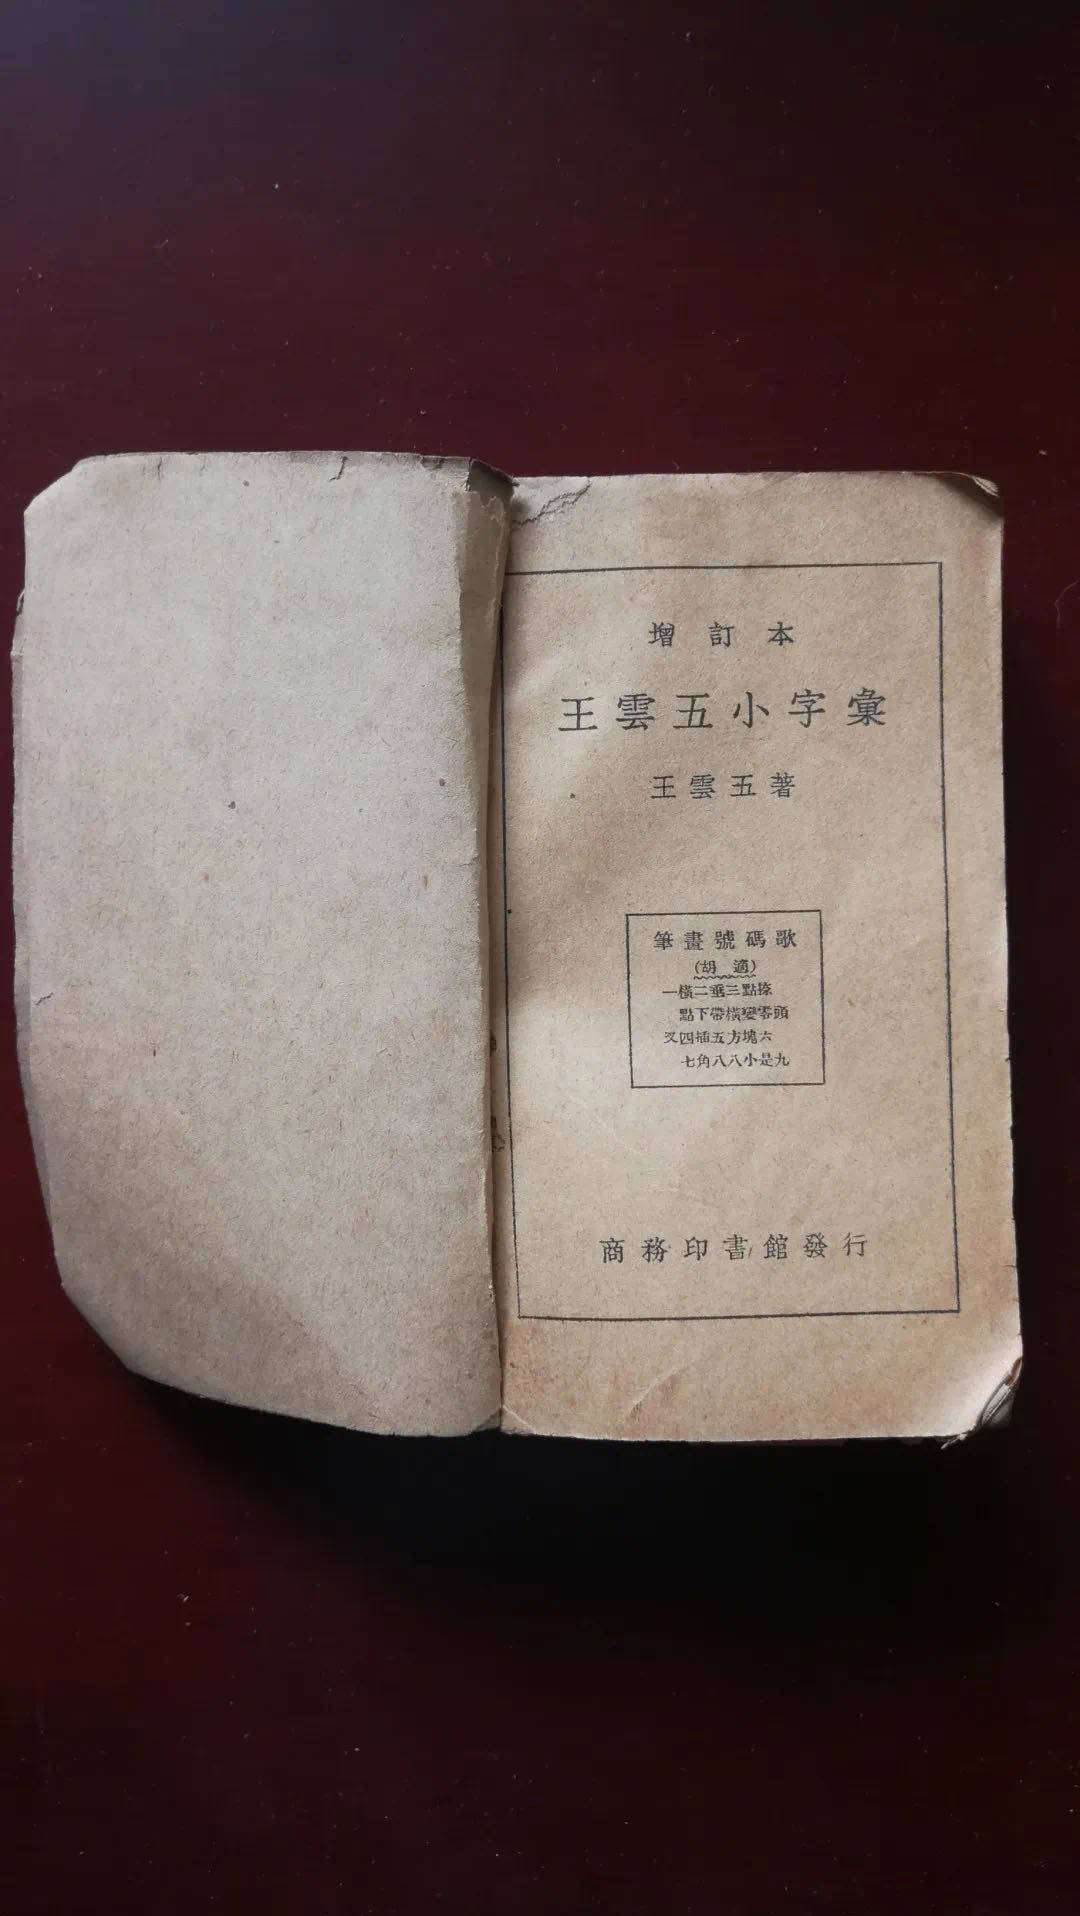 增訂本
王雲五小字彙
王雲五著
筆畫號碼歌
(胡適)
一橫二垂三點捺
點下帶橫變零頭
叉四插五方塊六
七角八八小是九
商務印書館發行